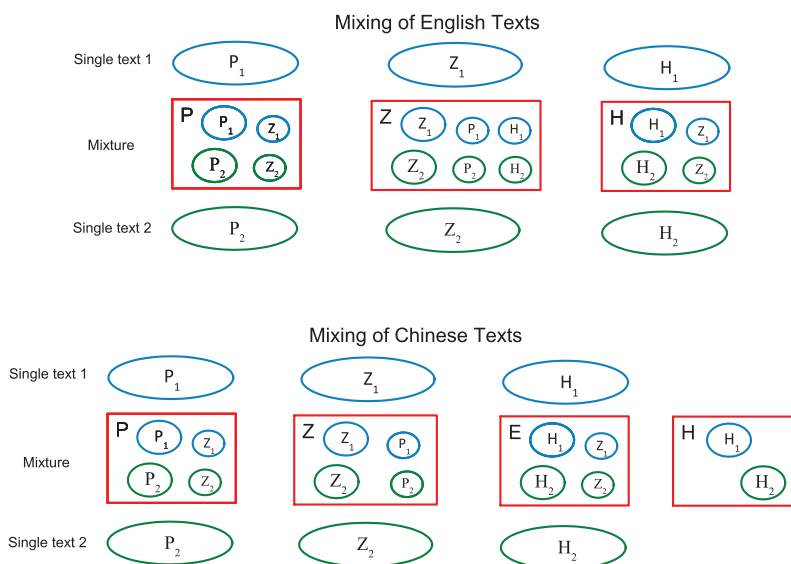 Mixing of English Texts
Single text 1 P1 Z1 H1
P P1 Z1 Z Z1 P1 H1 H H1 Z1
Mixture
P2 Z2 Z2 P2 H2 H2 Z2
Single text 2 P2 Z2 H2
Mixing of Chinese Texts
Single text 1 P1 Z1 H1
P P1 Z1 Z Z1 P1 E H1 Z1 H H1
Mixture
P2 Z2 Z2 P2 H2 Z2 H2
Single text 2 P2 Z2 H2